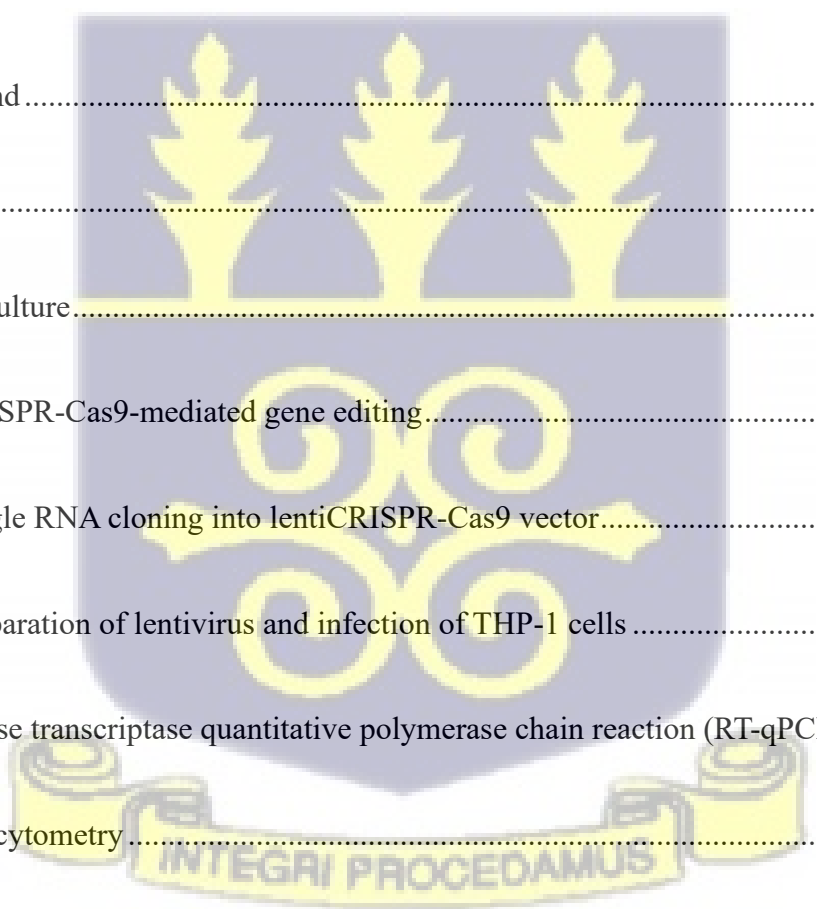 nd........................................................................
........................................................................
ulture........................................................................
SPR-Cas9-mediated gene editing........................................................
gle RNA cloning into lentiCRISPR-Cas9 vector..............................
paration of lentivirus and infection of THP-1 cells .........................
se transcriptase quantitative polymerase chain reaction (RT-qPC
cytometry........................................................................
INTEGRI PROCEDAMUS